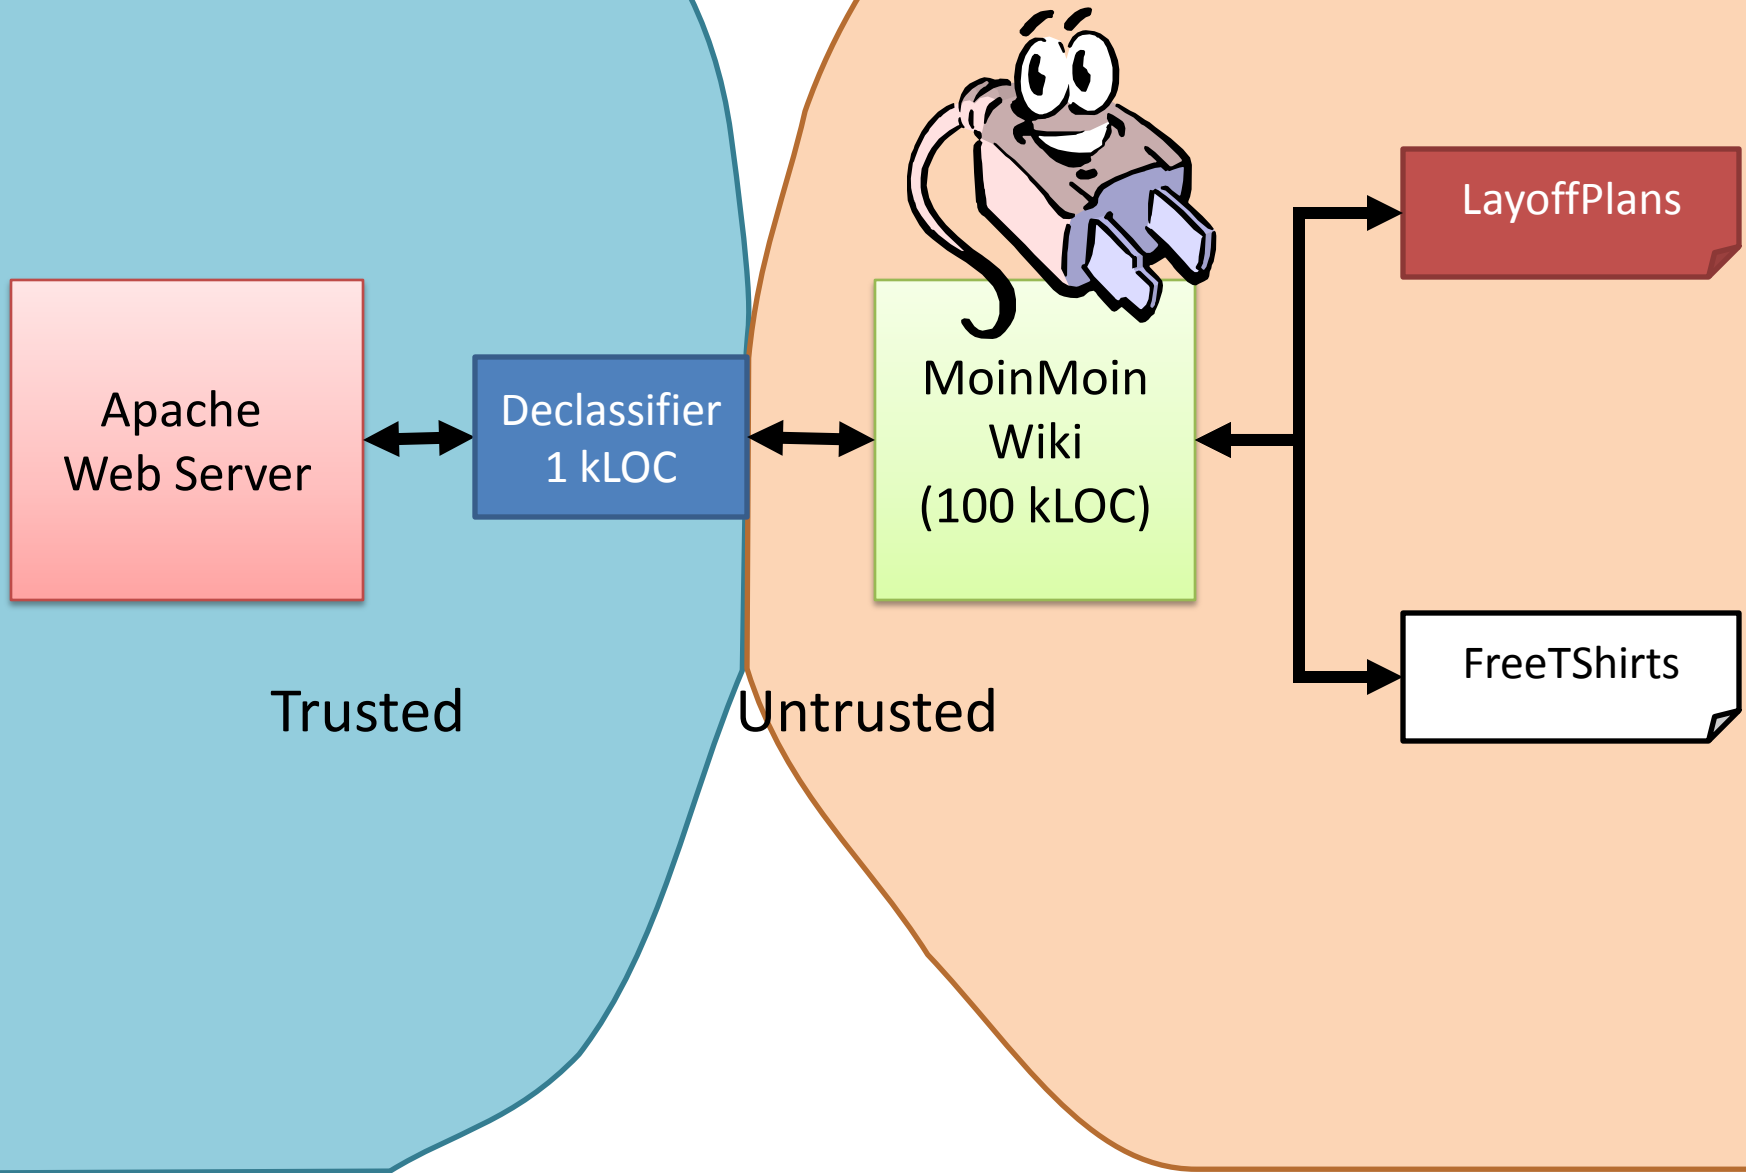 LayoffPlans
Apache
Web Server
Declassifier
1 kLOC
MoinMoin
Wiki
(100 kLOC)
FreeTShirts
Trusted
Untrusted